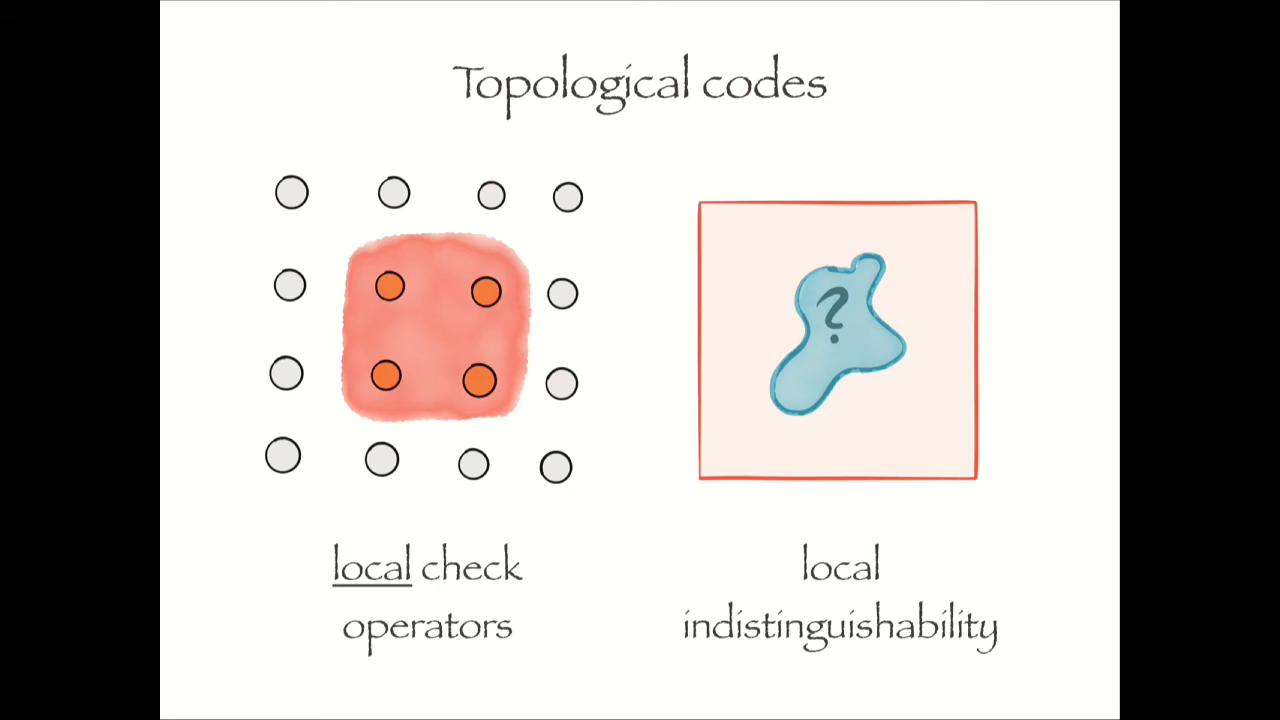 Topological codes
?
local check
operators
local
indistinguishability